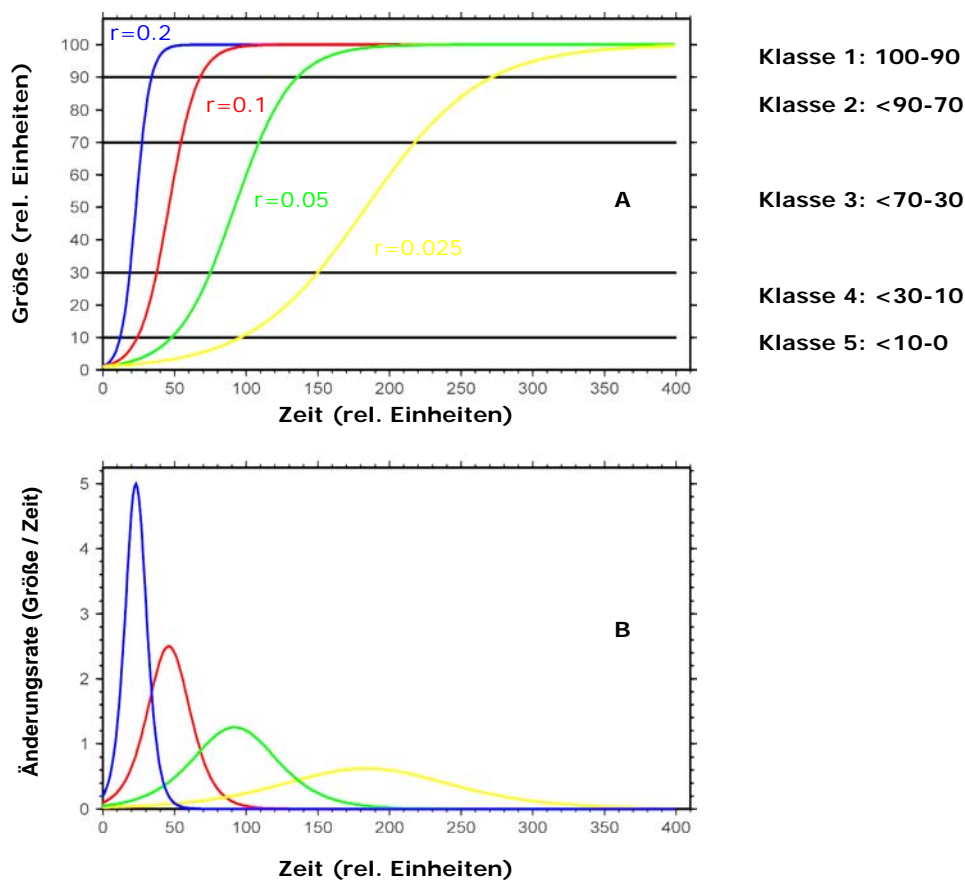 r=0.2
r=0.1
r=0.05
r=0.025
A
Größe (rel. Einheiten)
100
90
80
70
60
50
40
30
20
10
0
0 50 100 150 200 250 300 350 400
Zeit (rel. Einheiten)
Klasse 1: 100-90
Klasse 2: <90-70
Klasse 3: <70-30
Klasse 4: <30-10
Klasse 5: <10-0
B
Änderungsrate (Größe / Zeit)
5
4
3
2
1
0
0 50 100 150 200 250 300 350 400
Zeit (rel. Einheiten)